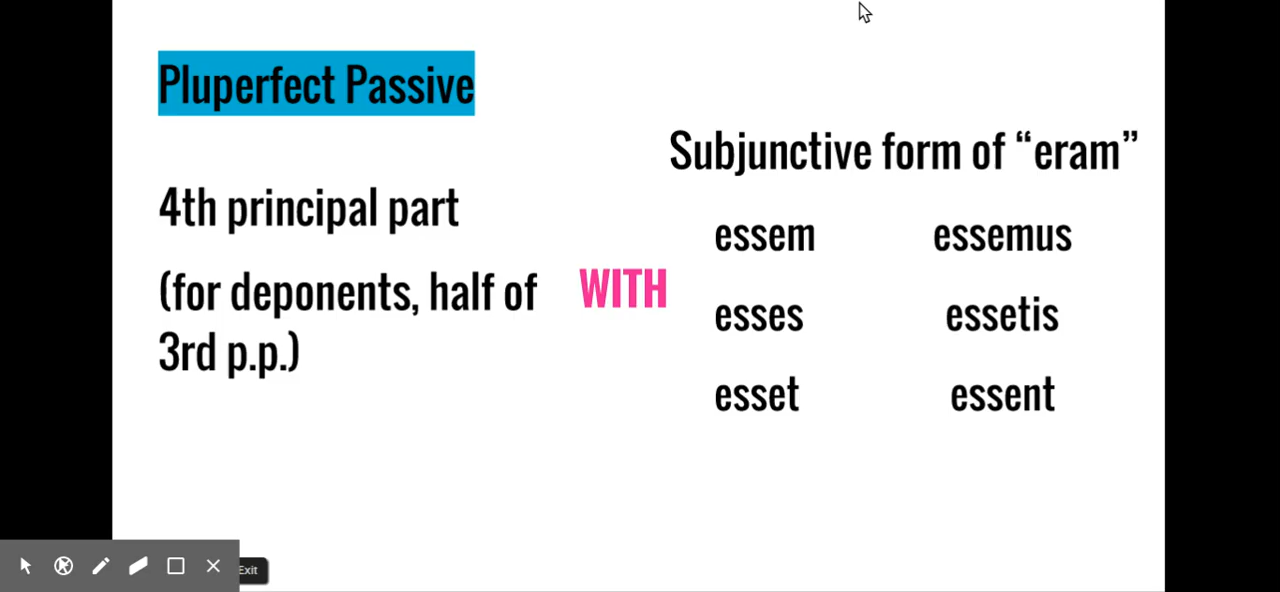 Pluperfect Passive
4th principal part
(for deponents, half of
3rd p.p.)
WITH
Subjunctive form of “eram”
essem essemus
esses essetis
esset essent
Exit